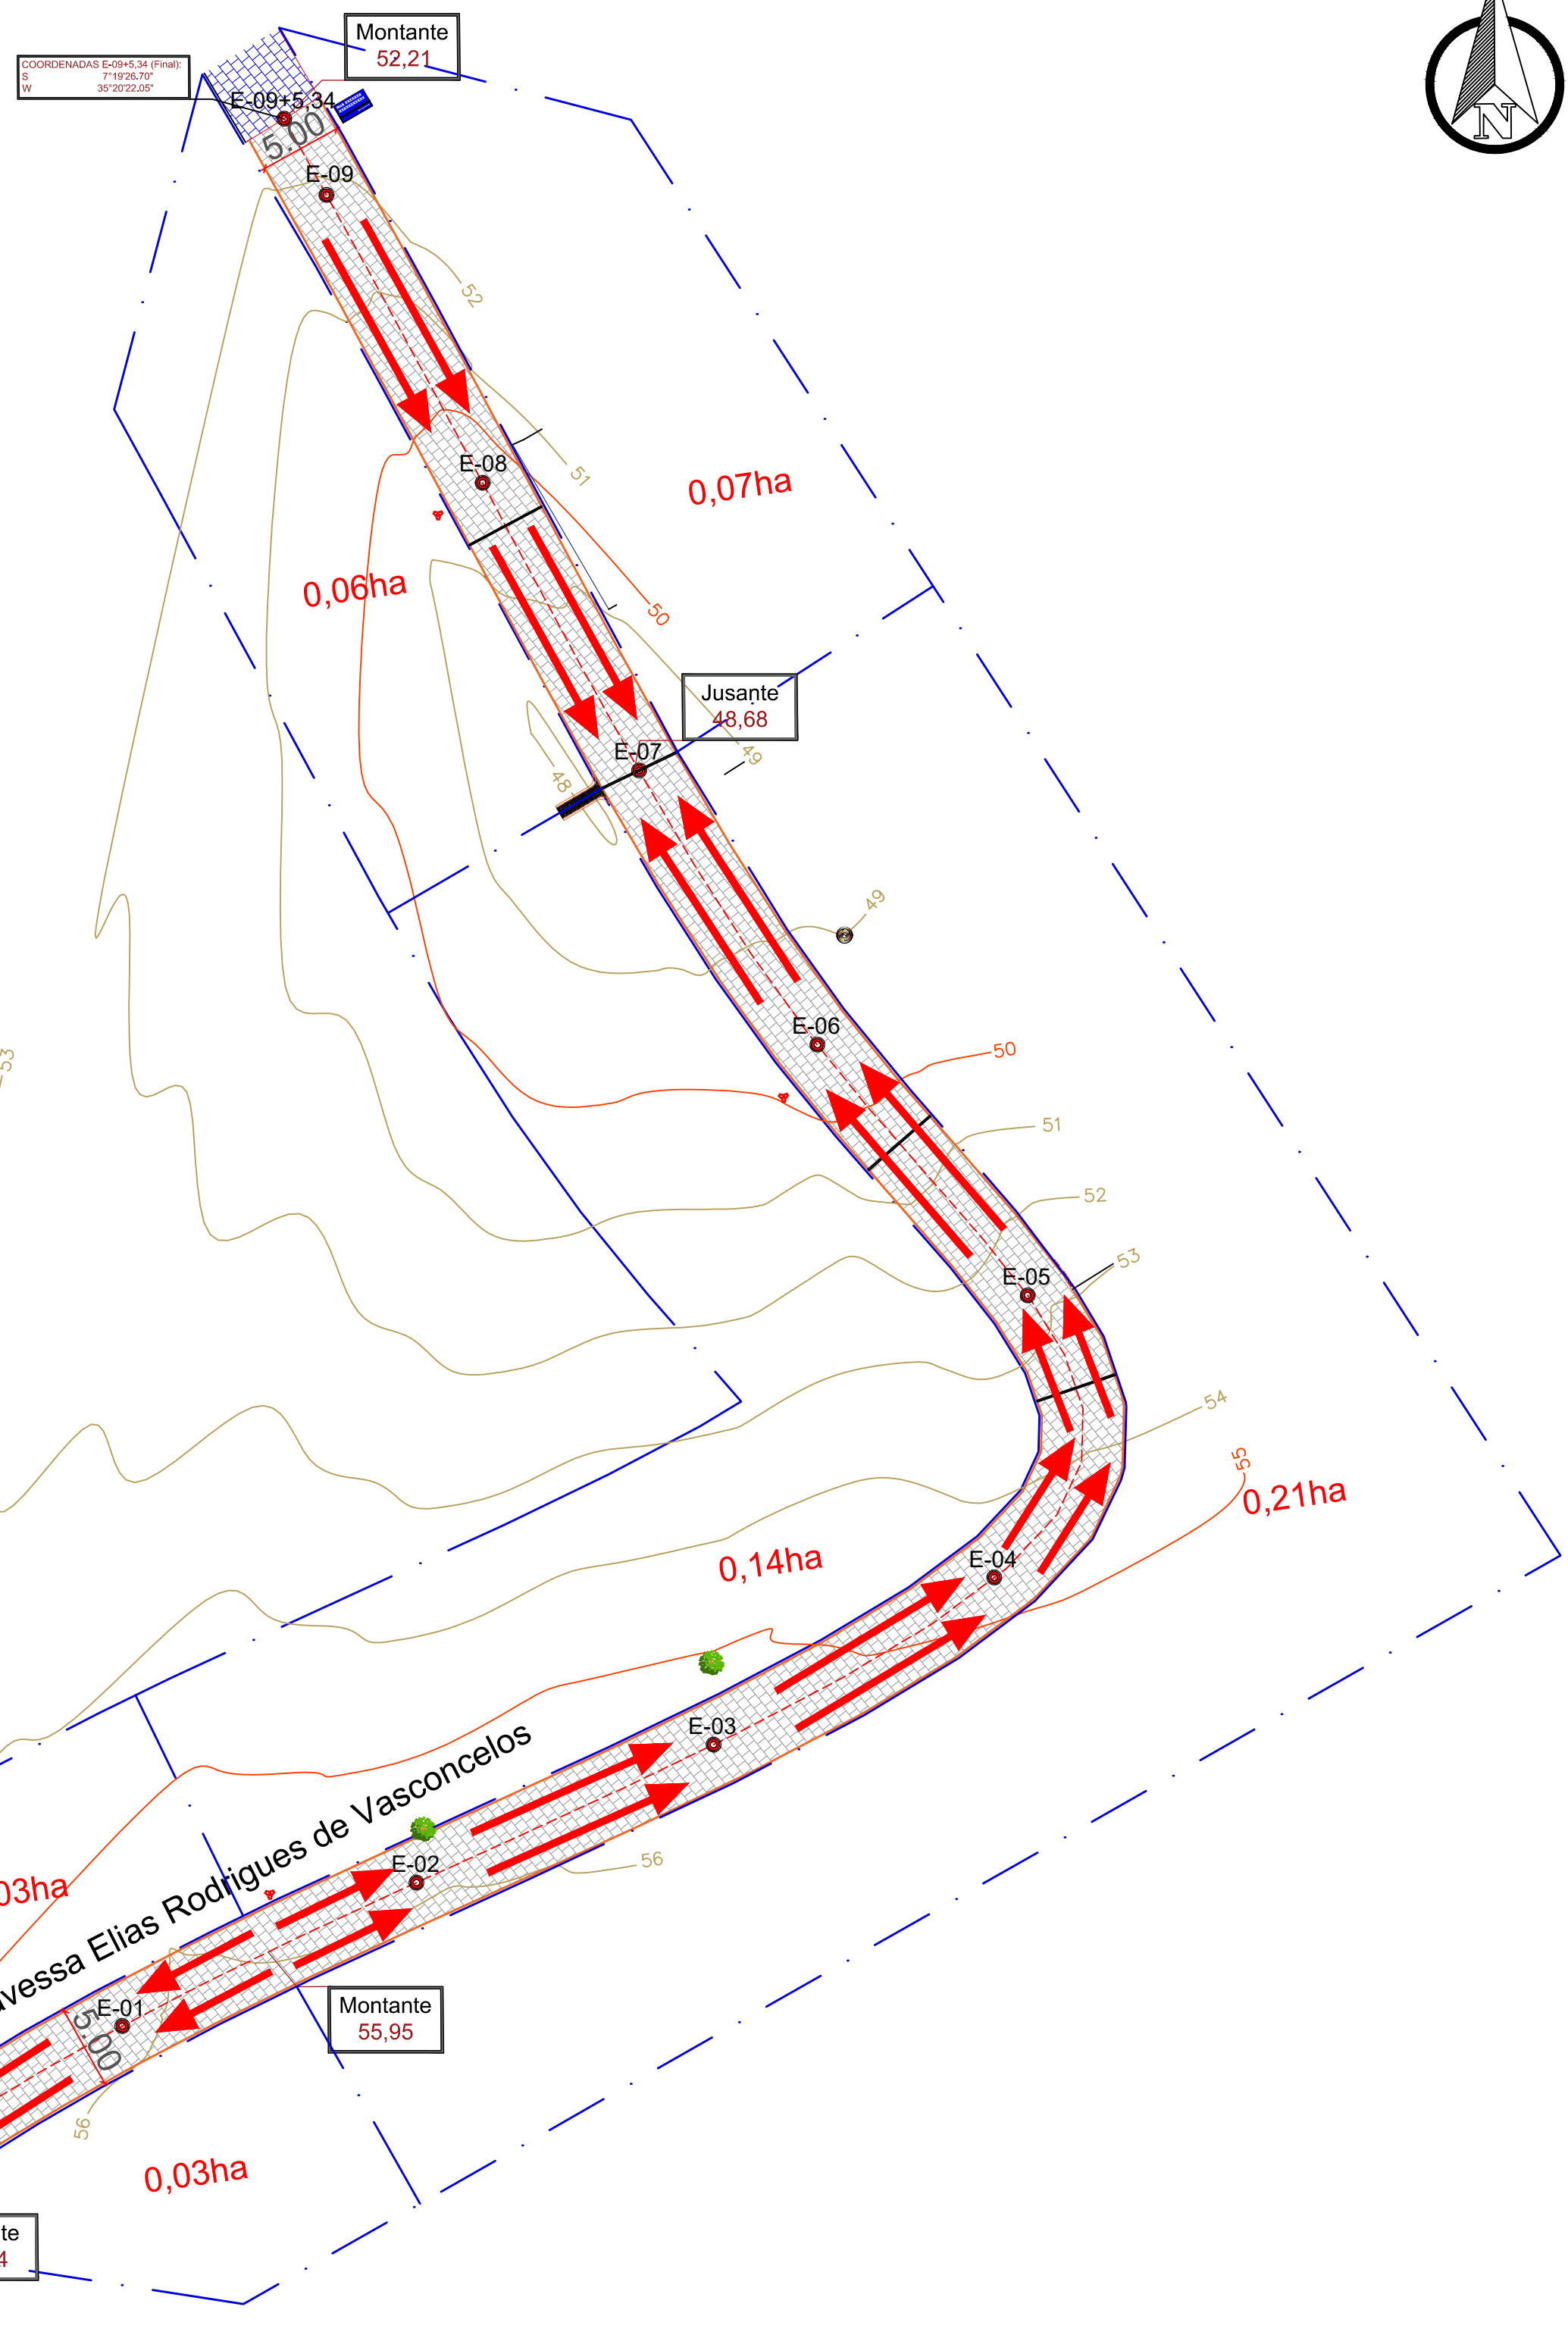 Montante
52,21
COORDENADAS E-09+5,34 (Final):
S 7°19'26.70"
W 35°20'22.05"
E-09+5,34
5.00
N
E-09
52
E-08
51
0,07ha
0,06ha
50
Jusante
48,68
E-07
49
48
49
E-06
50
53
51
52
E-05
53
54
55
0,21ha
0,14ha
E-04
E-03
vessa Elias Rodrigues de Vasconcelos
56
E-02
03ha
Montante
55,95
E-01
5.00
56
0,03ha
te
4